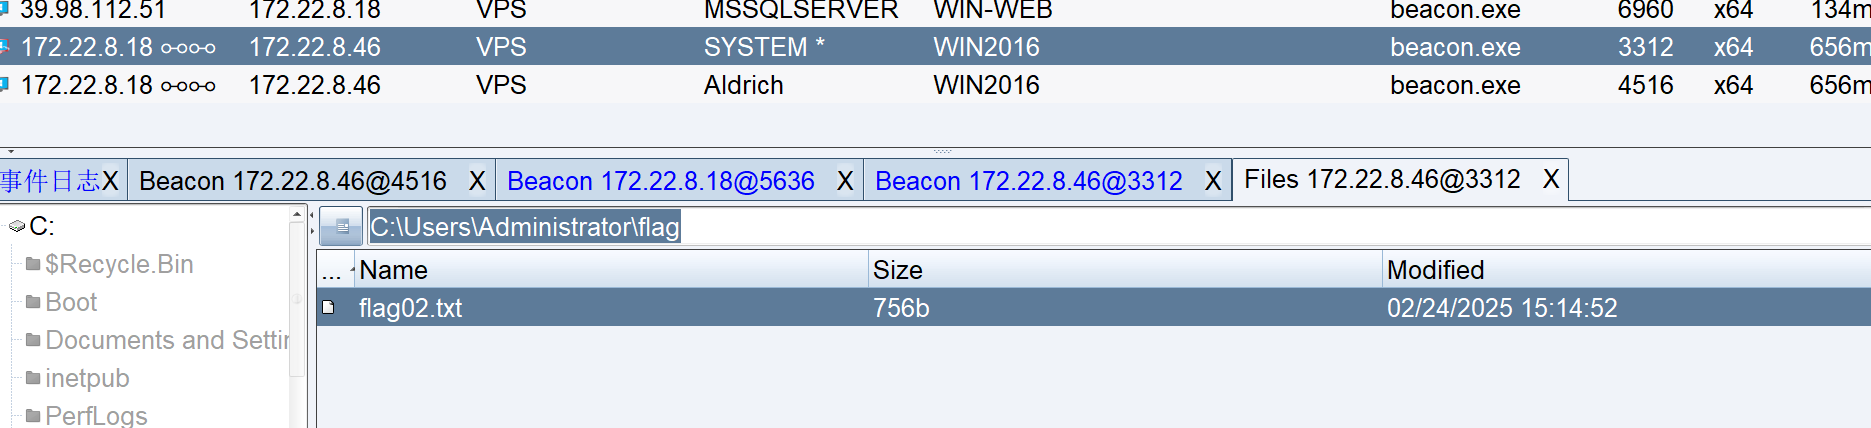 39.98.112.51 172.22.8.18 VPS MSSQLSERVER WIN-WEB beacon.exe 6960 x64 134m
172.22.8.18 172.22.8.46 VPS SYSTEM * WIN2016 beacon.exe 3312 x64 656m
172.22.8.18 172.22.8.46 VPS Aldrich WIN2016 beacon.exe 4516 x64 656m
事件日志 X Beacon 172.22.8.46@4516 X Beacon 172.22.8.18@5636 X Beacon 172.22.8.46@3312 X Files 172.22.8.46@3312 X
C: C:\Users\Administrator\flag
$Recycle.Bin ... Name Size Modified
Boot flag02.txt 756b 02/24/2025 15:14:52
Documents and Settin
inetpub
PerfLogs